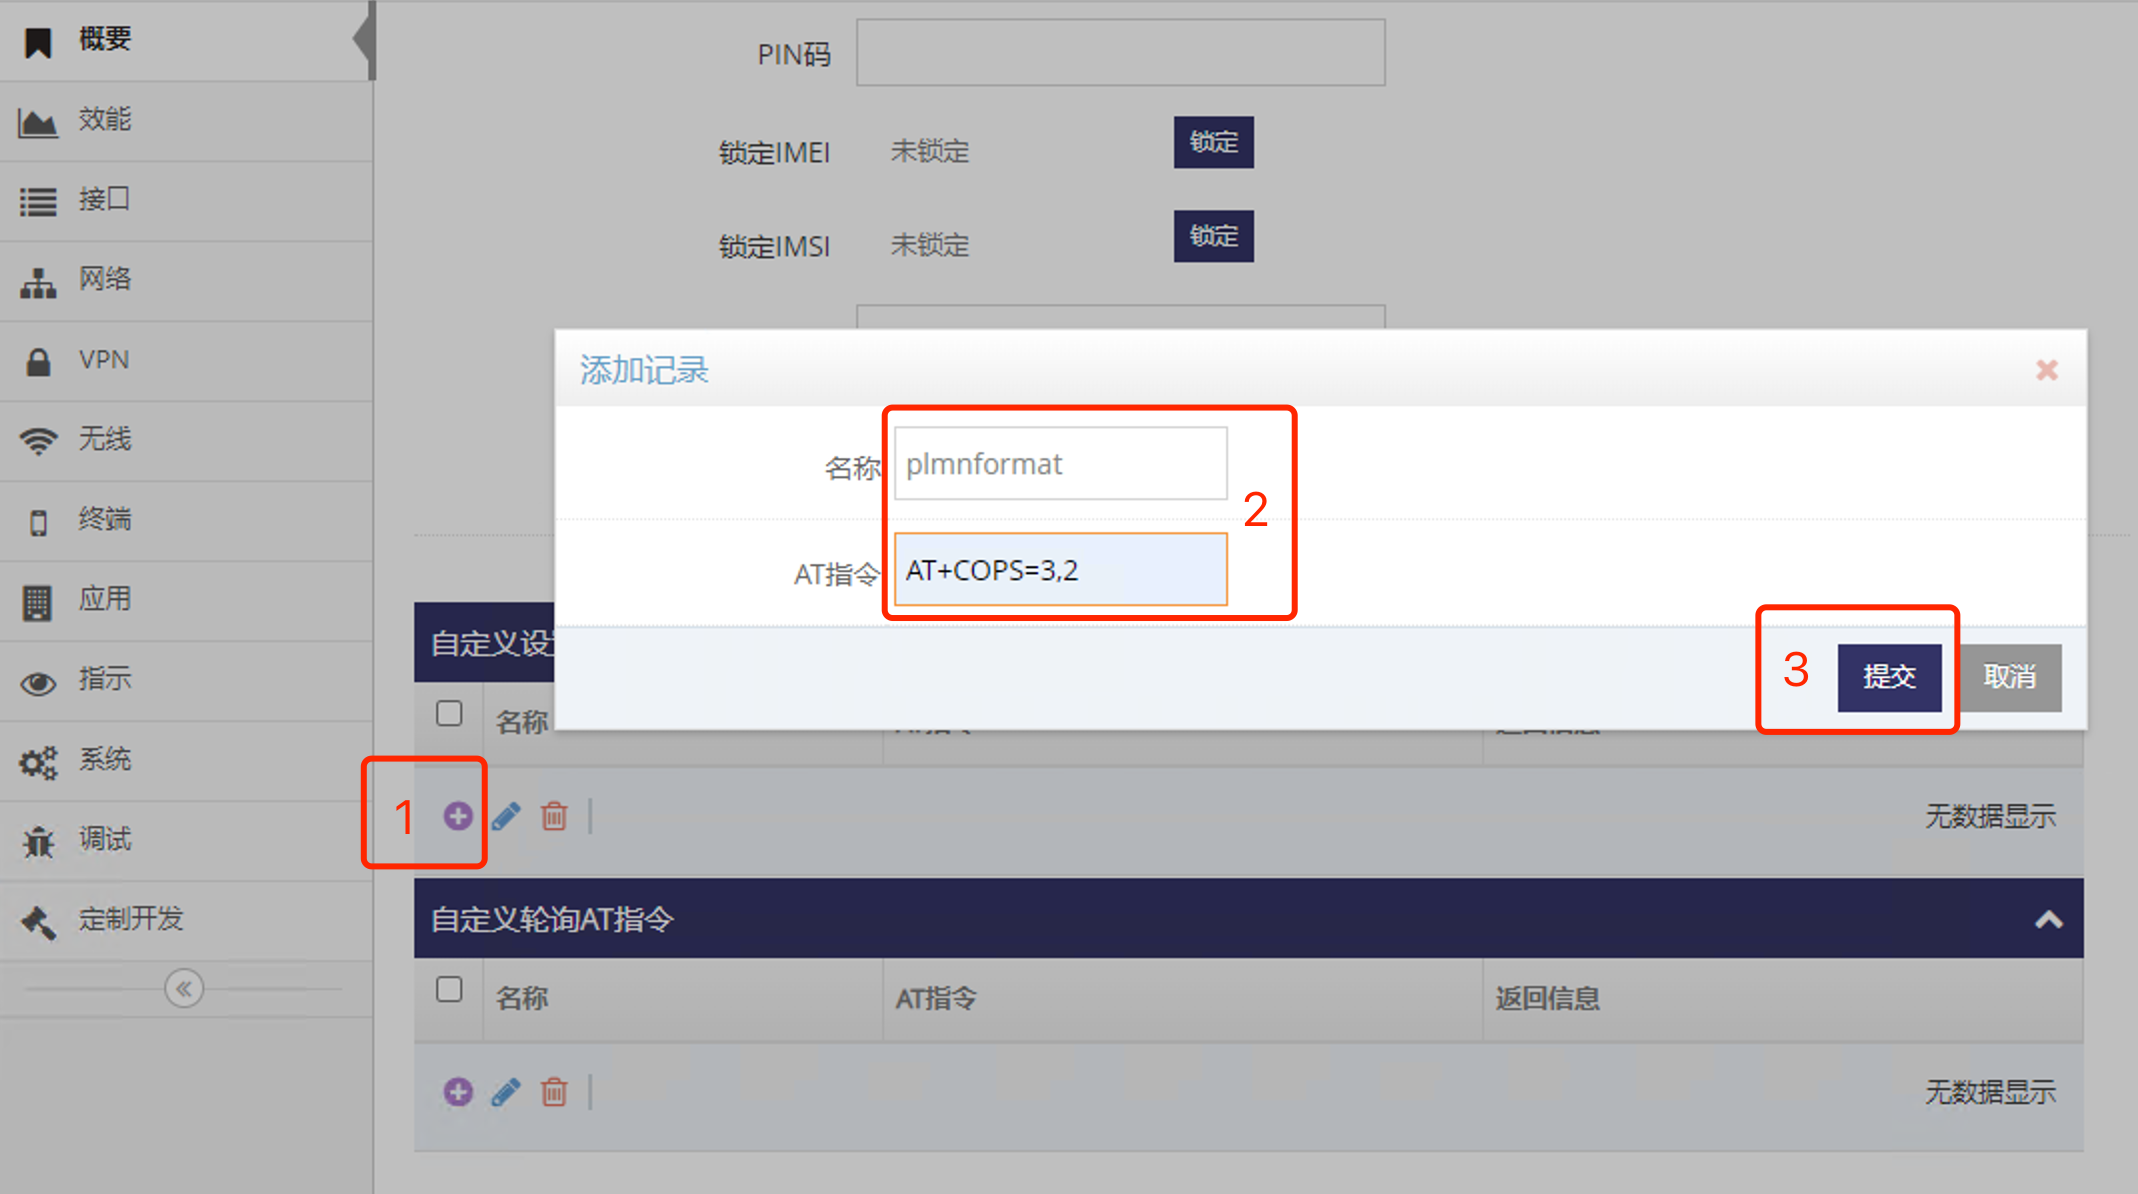 概要
效能
接口
网络
VPN
无线
终端
应用
指示
系统
调试
定制开发
PIN码
锁定IMEI 未锁定 锁定
锁定IMSI 未锁定 锁定
添加记录
名称 plmnformat
2
AT指令 AT+COPS=3,2
3 提交 取消
自定义设
名称
1
无数据显示
自定义轮询AT指令
名称 AT指令 返回信息
无数据显示